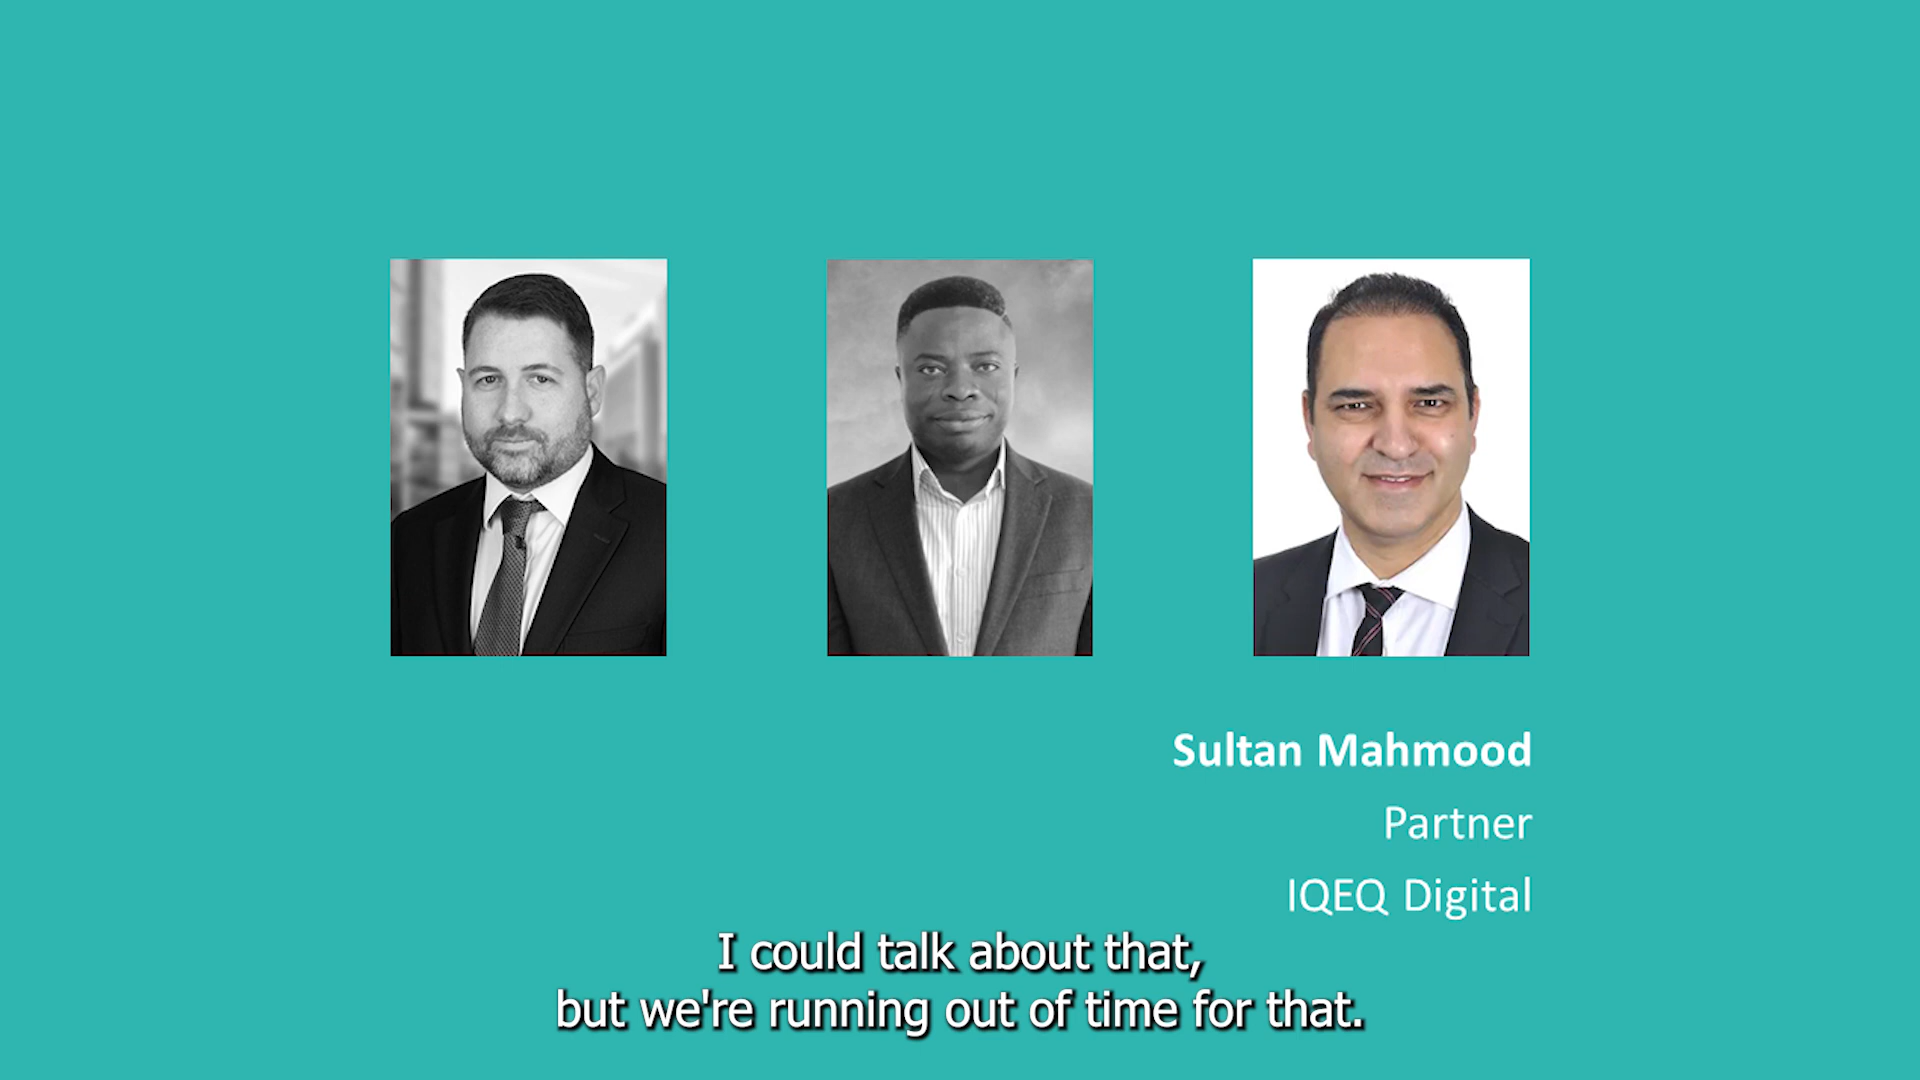 Sultan Mahmood
Partner
IQEQ Digital
I could talk about that,
but we're running out of time for that.